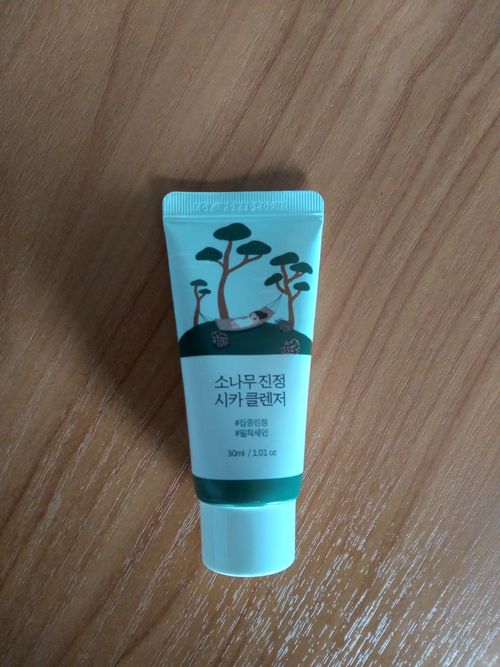 소나무 진정
시카 클렌저
#집중진정
#밀착세안
30ml / 1.01 oz